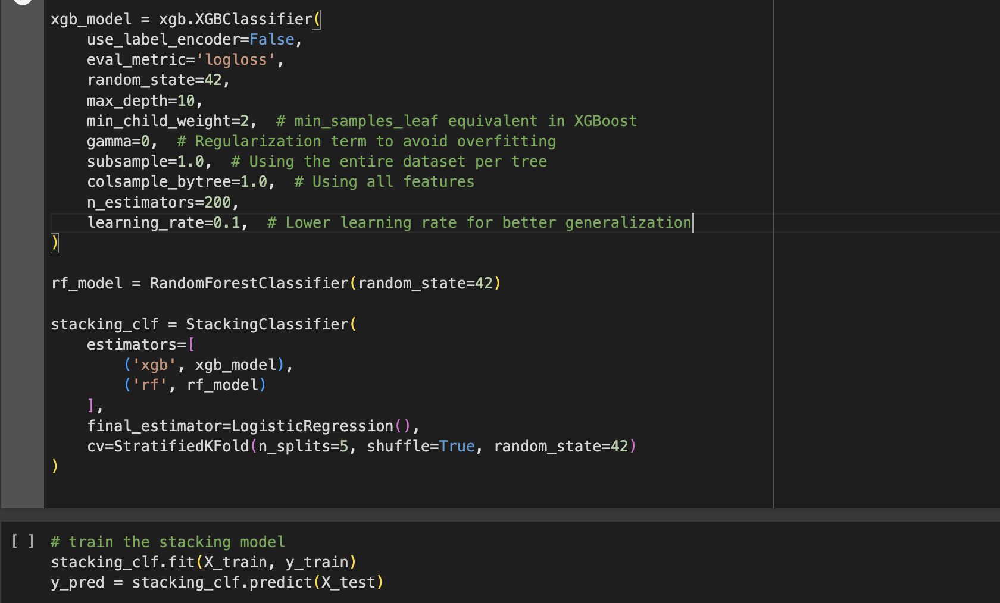 xgb_model = xgb.XGBClassifier(
    use_label_encoder=False,
    eval_metric='logloss',
    random_state=42,
    max_depth=10,
    min_child_weight=2,  # min_samples_leaf equivalent in XGBoost
    gamma=0,  # Regularization term to avoid overfitting
    subsample=1.0,  # Using the entire dataset per tree
    colsample_bytree=1.0,  # Using all features
    n_estimators=200,
    learning_rate=0.1,  # Lower learning rate for better generalization
)
rf_model = RandomForestClassifier(random_state=42)
stacking_clf = StackingClassifier(
    estimators=[
        ('xgb', xgb_model),
        ('rf', rf_model)
    ],
    final_estimator=LogisticRegression(),
    cv=StratifiedKFold(n_splits=5, shuffle=True, random_state=42)
)
[ ] # train the stacking model
stacking_clf.fit(X_train, y_train)
y_pred = stacking_clf.predict(X_test)